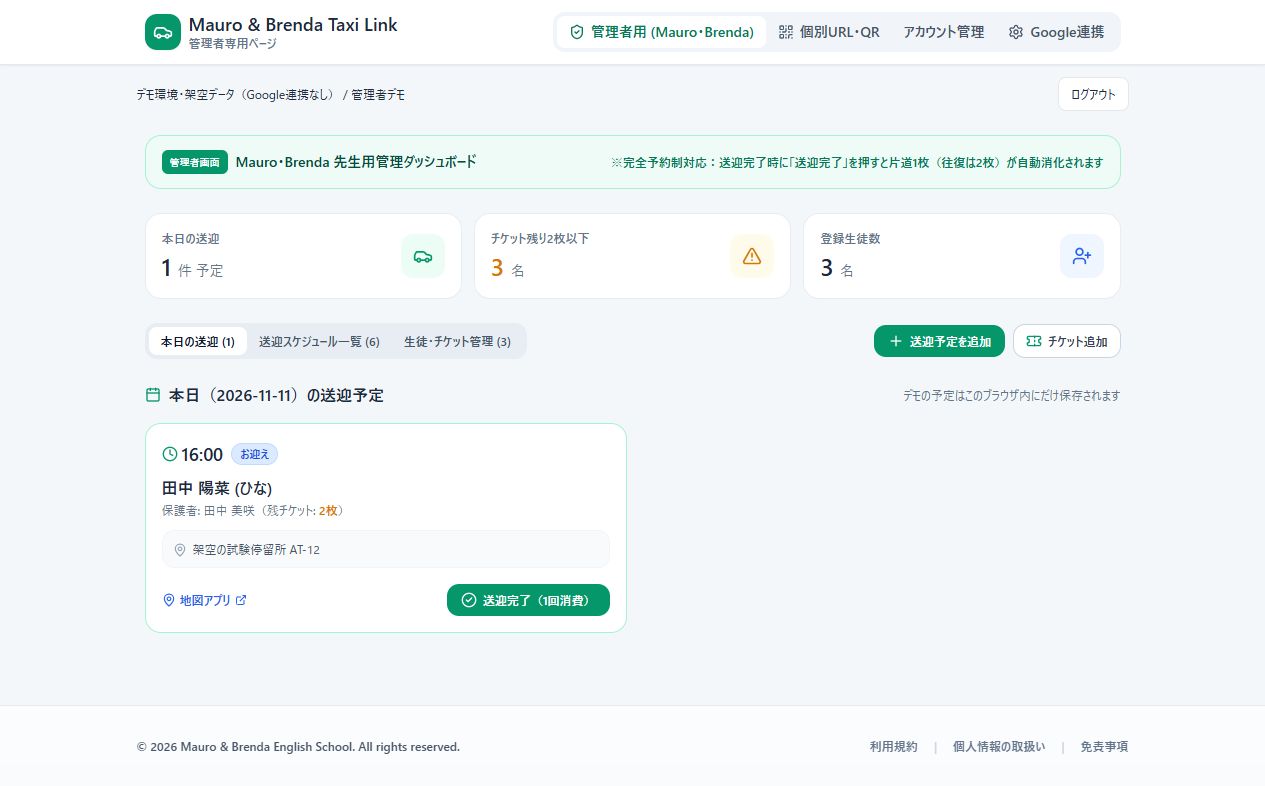 Mauro & Brenda Taxi Link
管理者専用ページ
管理者用 (Mauro・Brenda)
個別URL・QR
アカウント管理
Google連携
デモ環境・架空データ（Google連携なし） / 管理者デモ
ログアウト
管理者画面
Mauro・Brenda 先生用管理ダッシュボード
※完全予約制対応：送迎完了時に「送迎完了」を押すと片道1枚（往復は2枚）が自動消化されます
本日の送迎
1 件 予定
チケット残り2枚以下
3 名
登録生徒数
3 名
本日の送迎 (1)
送迎スケジュール一覧 (6)
生徒・チケット管理 (3)
送迎予定を追加
チケット追加
本日（2026-11-11）の送迎予定
デモの予定はこのブラウザ内にだけ保存されます
16:00 お迎え
田中 陽菜 (ひな)
保護者: 田中 美咲（残チケット: 2枚）
架空の試験停留所 AT-12
地図アプリ
送迎完了（1回消費）
© 2026 Mauro & Brenda English School. All rights reserved.
利用規約 | 個人情報の取扱い | 免責事項